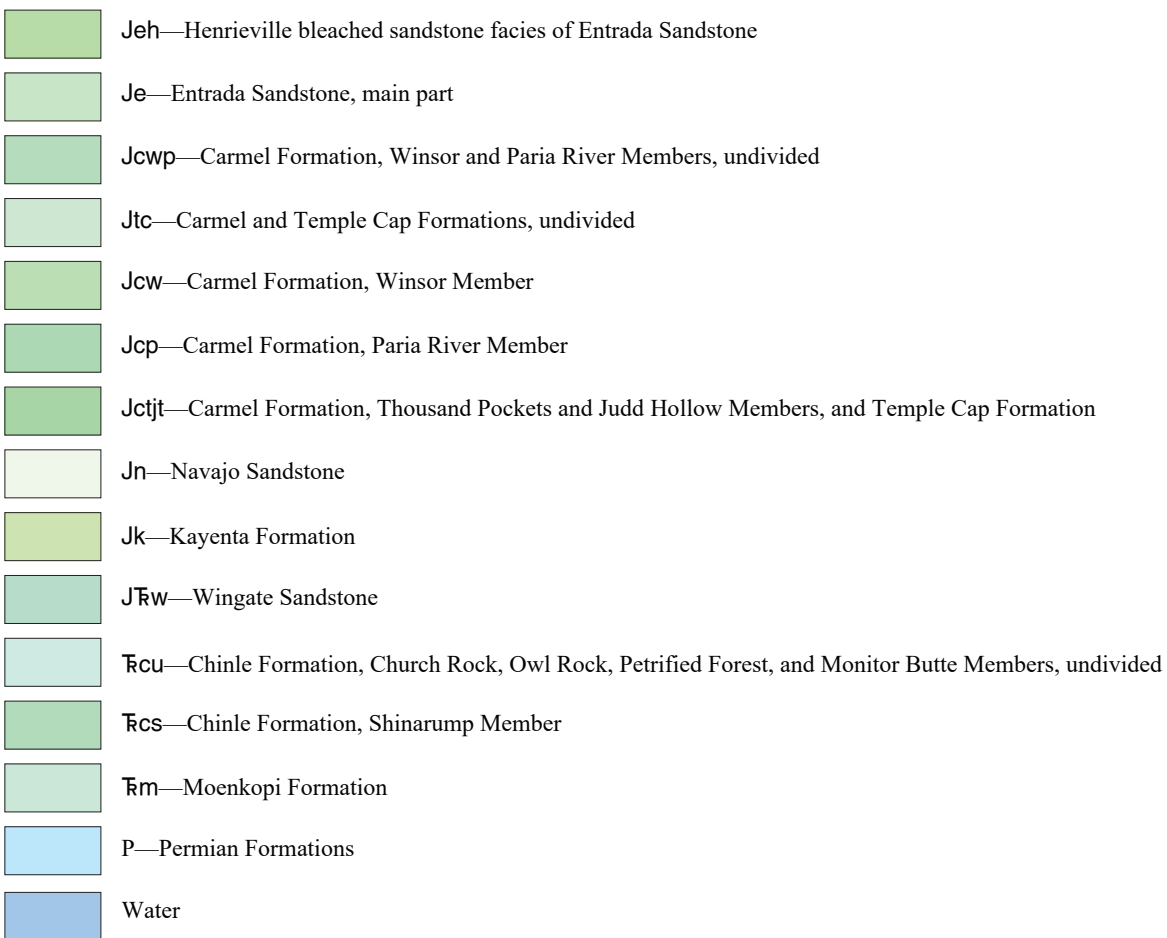 Jeh—Henrieville bleached sandstone facies of Entrada Sandstone
Je—Entrada Sandstone, main part
Jcwp—Carmel Formation, Winsor and Paria River Members, undivided
Jtc—Carmel and Temple Cap Formations, undivided
Jcw—Carmel Formation, Winsor Member
Jcp—Carmel Formation, Paria River Member
Jctjt—Carmel Formation, Thousand Pockets and Judd Hollow Members, and Temple Cap Formation
Jn—Navajo Sandstone
Jk—Kayenta Formation
JTRw—Wingate Sandstone
TRcu—Chinle Formation, Church Rock, Owl Rock, Petrified Forest, and Monitor Butte Members, undivided
TRcs—Chinle Formation, Shinarump Member
TRm—Moenkopi Formation
P—Permian Formations
Water